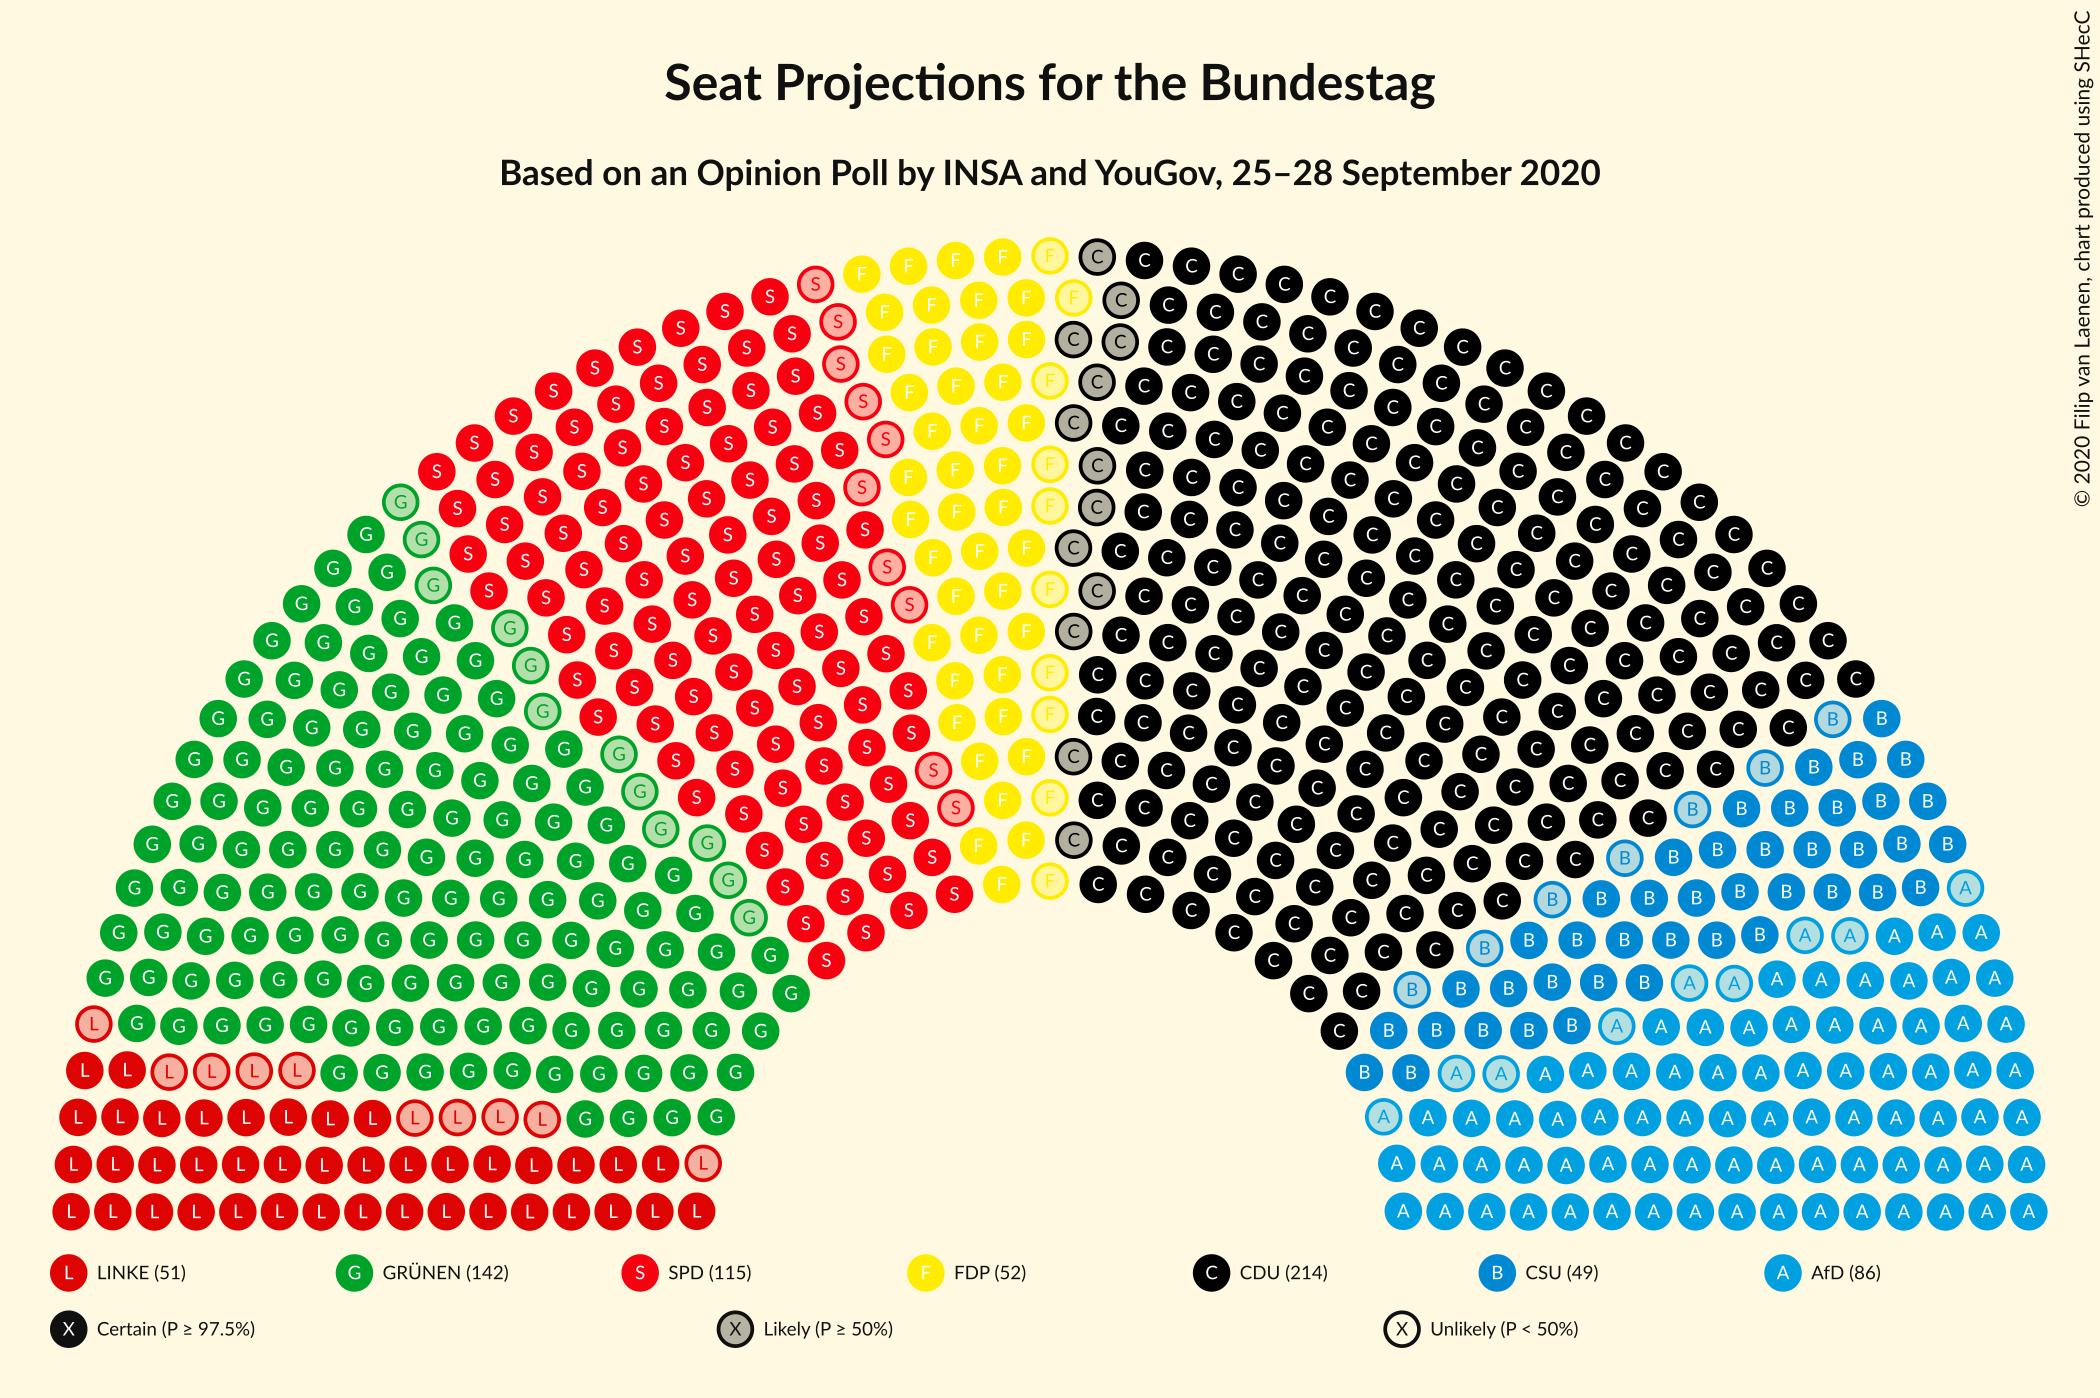 Seat Projections for the Bundestag
Based on an Opinion Poll by INSA and YouGov, 25–28 September 2020
© 2020 Filip van Laenen, chart produced using SHecC
L LINKE (51)
G GRÜNEN (142)
S SPD (115)
F FDP (52)
C CDU (214)
B CSU (49)
A AfD (86)
X Certain (P ≥ 97.5%)
X Likely (P ≥ 50%)
X Unlikely (P < 50%)